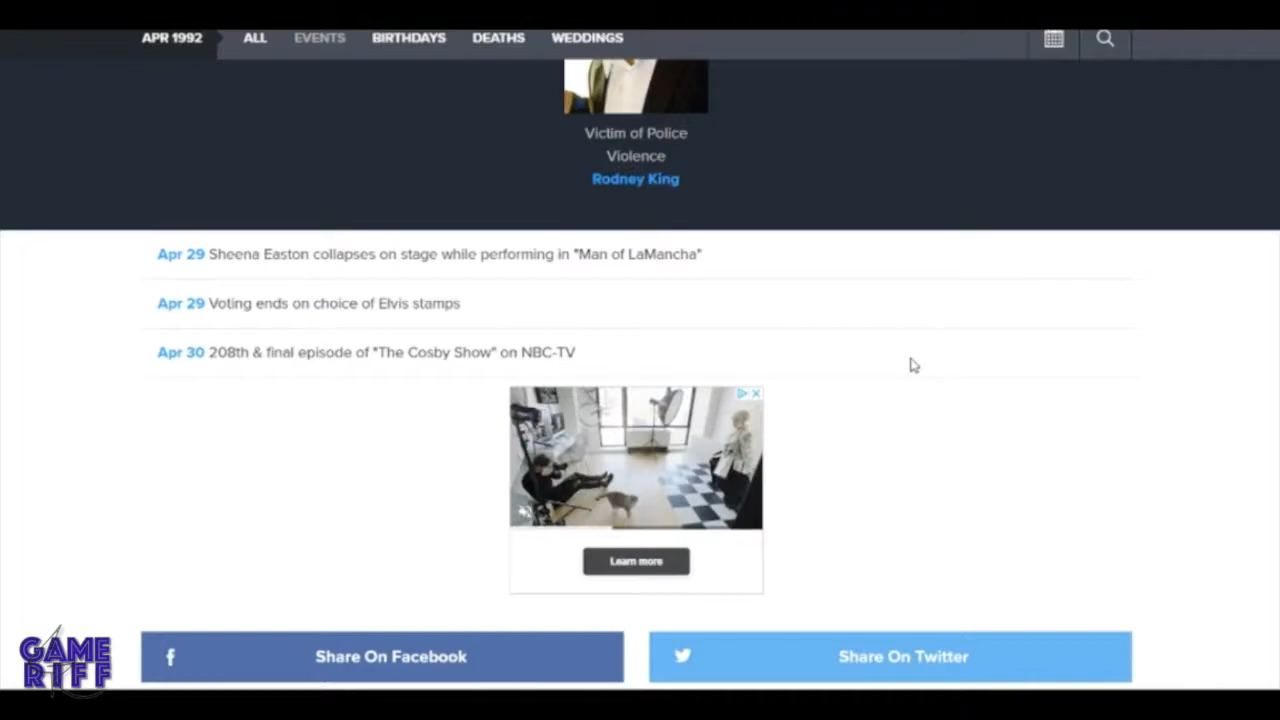 APR 1992 ALL EVENTS BIRTHDAYS DEATHS WEDDINGS
Victim of Police
Violence
Rodney King
Apr 29 Sheena Easton collapses on stage while performing in "Man of LaMancha"
Apr 29 Voting ends on choice of Elvis stamps
Apr 30 208th & final episode of "The Cosby Show" on NBC-TV
Learn more
Share On Facebook
Share On Twitter
GAME
RIFF